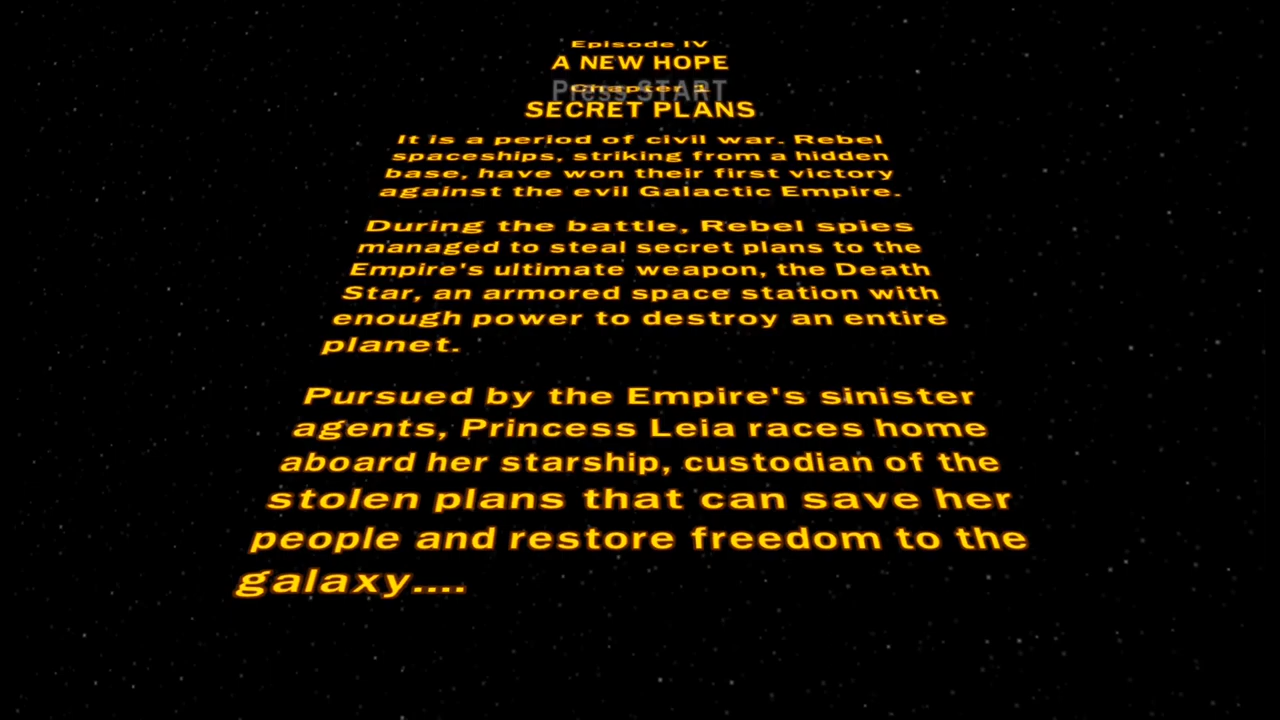 Episode IV
A NEW HOPE
Press START
Chapter 1
SECRET PLANS
It is a period of civil war. Rebel
spaceships, striking from a hidden
base, have won their first victory
against the evil Galactic Empire.
During the battle, Rebel spies
managed to steal secret plans to the
Empire's ultimate weapon, the Death
Star, an armored space station with
enough power to destroy an entire
planet.
Pursued by the Empire's sinister
agents, Princess Leia races home
aboard her starship, custodian of the
stolen plans that can save her
people and restore freedom to the
galaxy....